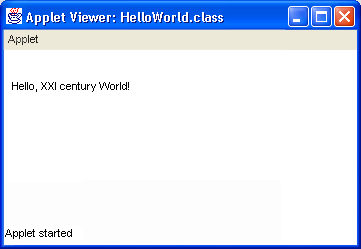 Applet Viewer: HelloWorld.class
Applet
Hello, XXI century World!
Applet started